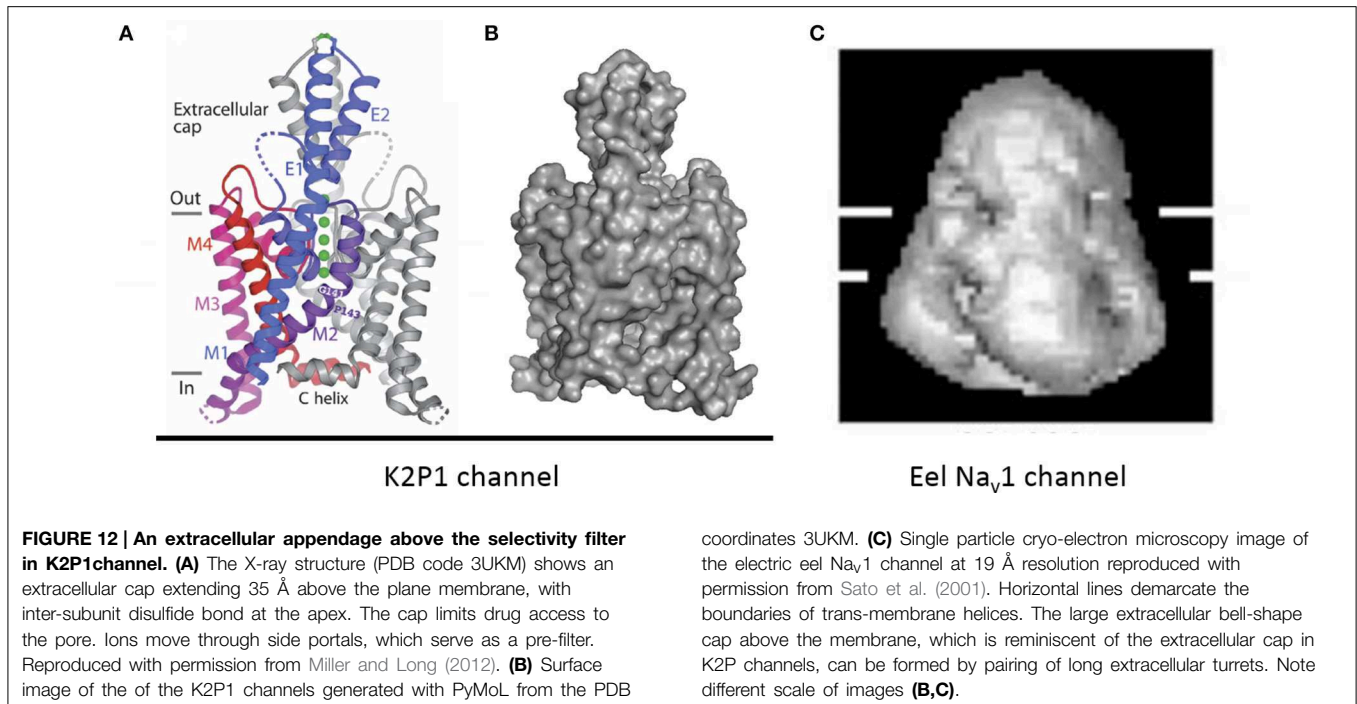 A
B
C
Extracellular
cap
E2
E1
Out
M4
G141
P143
M3
M2
M1
In
C helix
K2P1 channel
Eel Nav1 channel
FIGURE 12 | An extracellular appendage above the selectivity filter
in K2P1channel. (A) The X-ray structure (PDB code 3UKM) shows an
extracellular cap extending 35 Å above the plane membrane, with
inter-subunit disulfide bond at the apex. The cap limits drug access to
the pore. Ions move through side portals, which serve as a pre-filter.
Reproduced with permission from Miller and Long (2012). (B) Surface
image of the of the K2P1 channels generated with PyMoL from the PDB
coordinates 3UKM. (C) Single particle cryo-electron microscopy image of
the electric eel NaV1 channel at 19 Å resolution reproduced with
permission from Sato et al. (2001). Horizontal lines demarcate the
boundaries of trans-membrane helices. The large extracellular bell-shape
cap above the membrane, which is reminiscent of the extracellular cap in
K2P channels, can be formed by pairing of long extracellular turrets. Note
different scale of images (B,C).